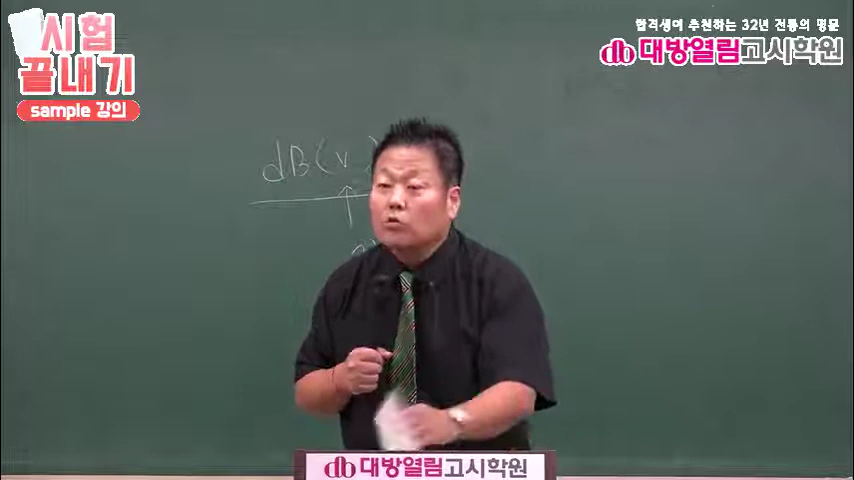 시험
끝내기
sample 강의
합격생이 추천하는 32년 전통의 명문
db 대방열림고시학원
dB(v
db 대방열림고시학원